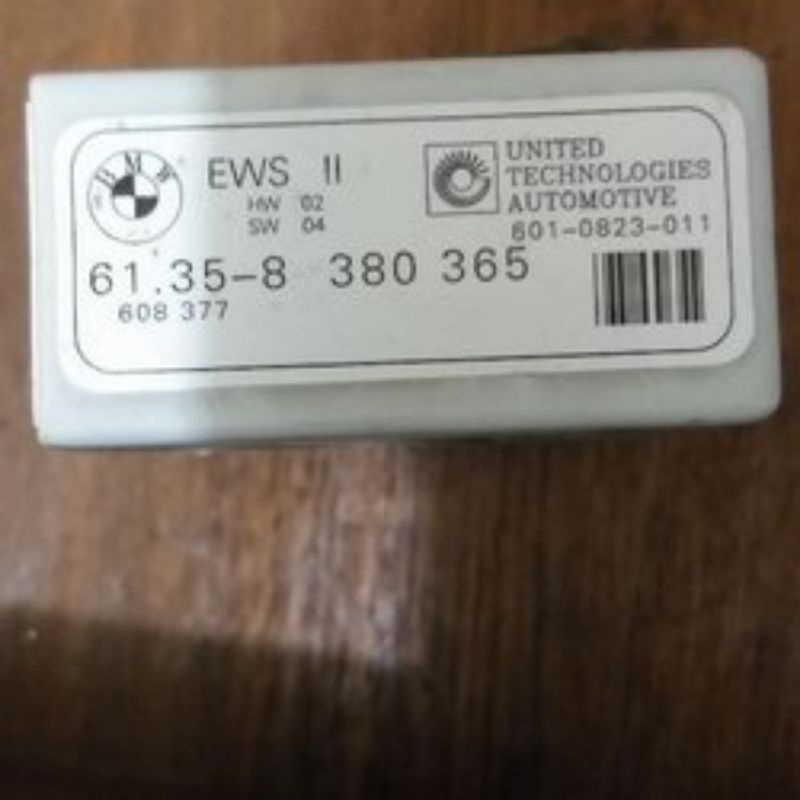 BMW
EWS II
HW 02
SW 04
UNITED
TECHNOLOGIES
AUTOMOTIVE
601-0823-011
61.35-8 380 365
608 377